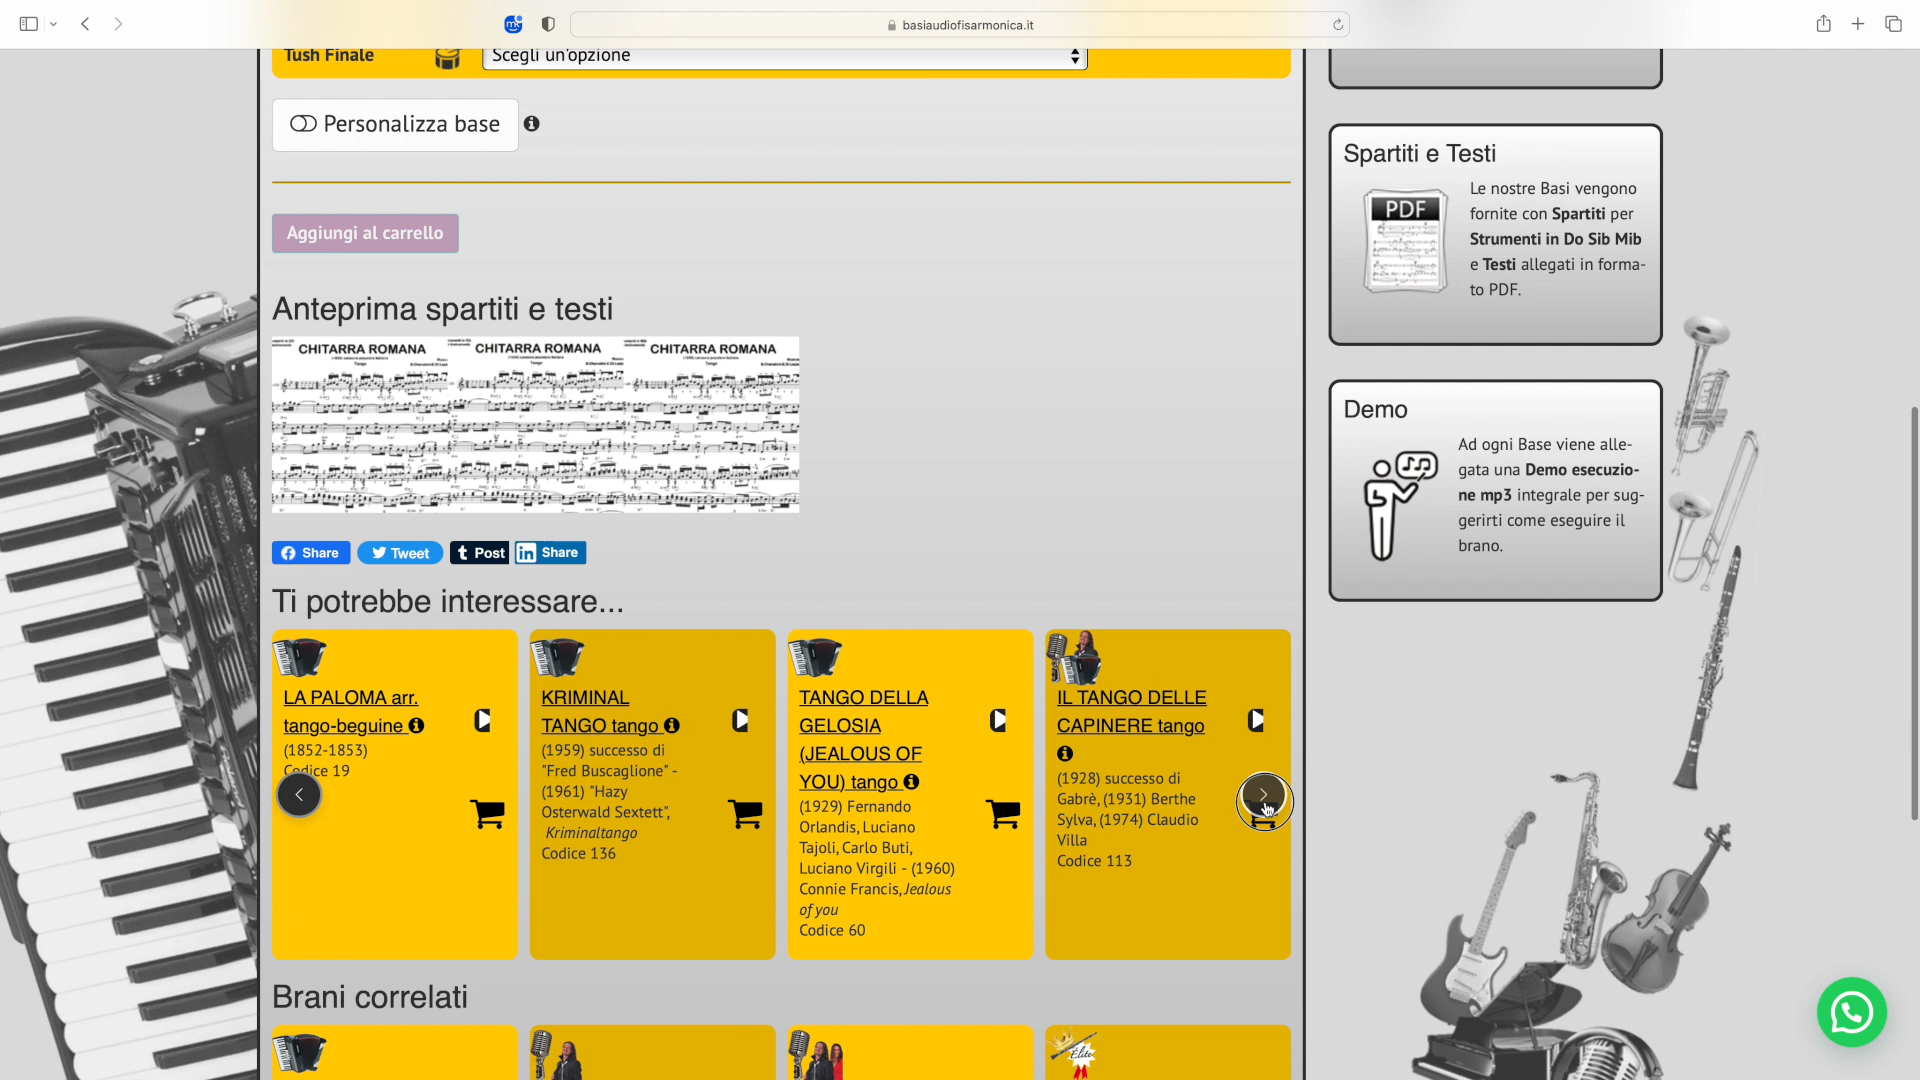 basiaudiofisarmonica.it
Tush Finale
Scegli un'opzione
Personalizza base
Aggiungi al carrello
Anteprima spartiti e testi
CHITARRA ROMANA
CHITARRA ROMANA
CHITARRA ROMANA
Share
Tweet
Post
Share
Ti potrebbe interessare...
LA PALOMA arr.
tango-beguine
(1852-1853)
Codice 19
KRIMINAL
TANGO tango
(1959) successo di
"Fred Buscaglione" -
(1961) "Hazy
Osterwald Sextett",
Kriminaltango
Codice 136
TANGO DELLA
GELOSIA
(JEALOUS OF
YOU) tango
(1929) Fernando
Orlandis, Luciano
Tajoli, Carlo Buti,
Luciano Virgili - (1960)
Connie Francis, Jealous
of you
Codice 60
IL TANGO DELLE
CAPINERE tango
(1928) successo di
Gabrè, (1931) Berthe
Sylva, (1974) Claudio
Villa
Codice 113
Brani correlati
Élite
Spartiti e Testi
PDF
Le nostre Basi vengono
fornite con Spartiti per
Strumenti in Do Sib Mib
e Testi allegati in forma-
to PDF.
Demo
Ad ogni Base viene alle-
gata una Demo esecuzio-
ne mp3 integrale per sug-
gerirti come eseguire il
brano.